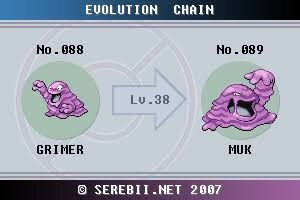 EVOLUTION CHAIN
No.088 No.089
Lv.38
GRIMER MUK
© SEREBII.NET 2007